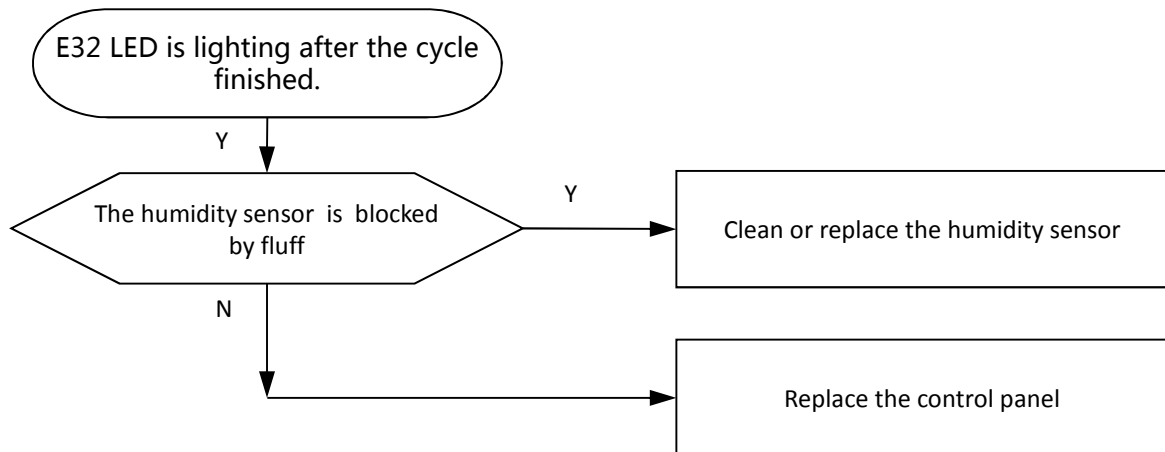 E32 LED is lighting after the cycle
finished.
Y
The humidity sensor is blocked
by fluff
Y
Clean or replace the humidity sensor
N
Replace the control panel